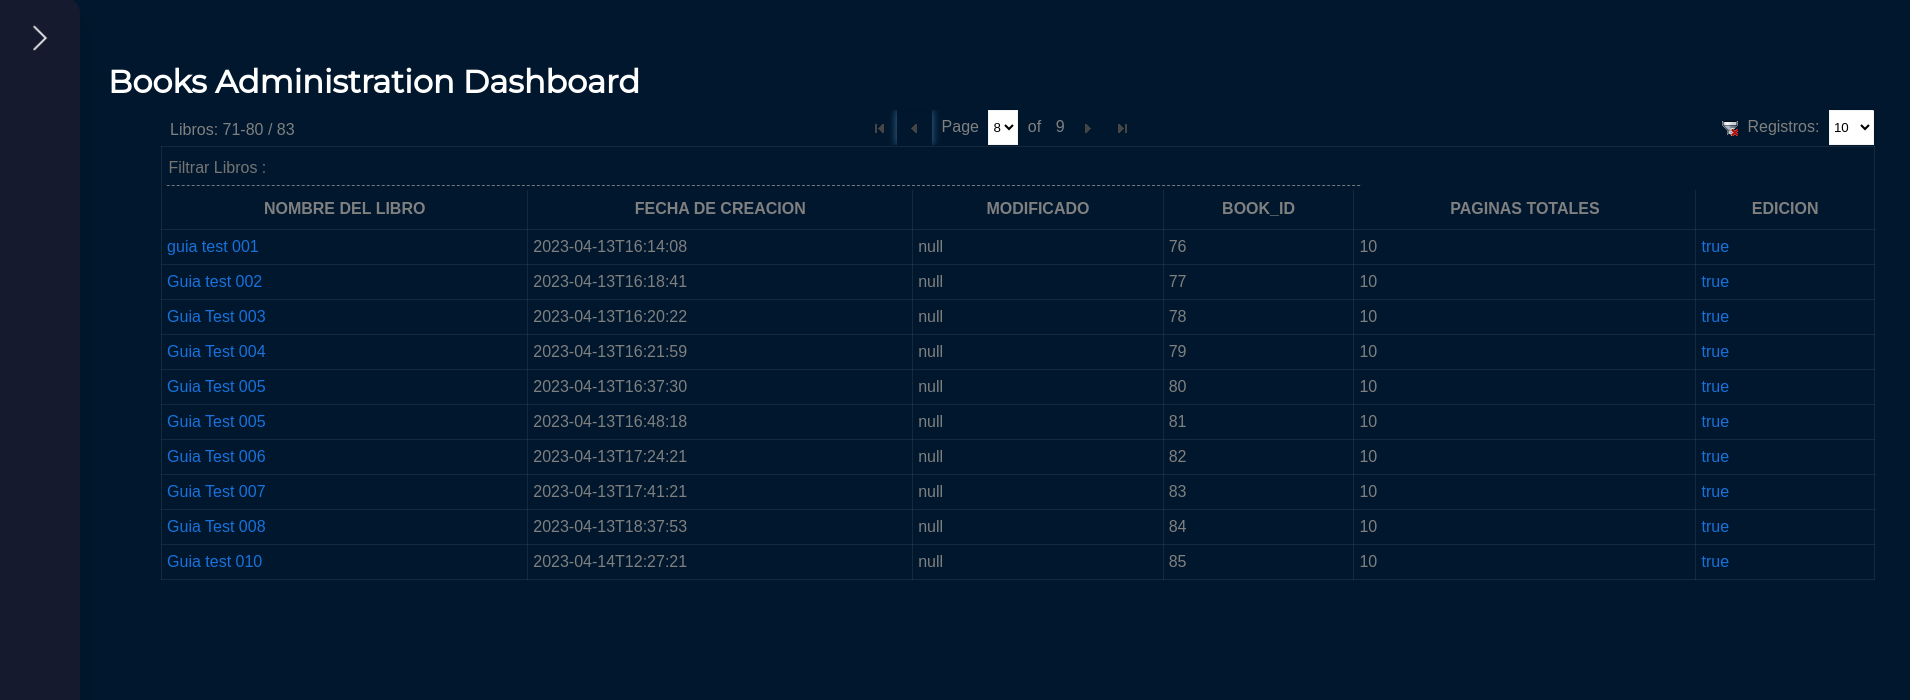 Books Administration Dashboard
Libros: 71-80 / 83 Page 8 of 9 Registros: 10
Filtrar Libros :
NOMBRE DEL LIBRO FECHA DE CREACION MODIFICADO BOOK_ID PAGINAS TOTALES EDICION
guia test 001 2023-04-13T16:14:08 null 76 10 true
Guia test 002 2023-04-13T16:18:41 null 77 10 true
Guia Test 003 2023-04-13T16:20:22 null 78 10 true
Guia Test 004 2023-04-13T16:21:59 null 79 10 true
Guia Test 005 2023-04-13T16:37:30 null 80 10 true
Guia Test 005 2023-04-13T16:48:18 null 81 10 true
Guia Test 006 2023-04-13T17:24:21 null 82 10 true
Guia Test 007 2023-04-13T17:41:21 null 83 10 true
Guia Test 008 2023-04-13T18:37:53 null 84 10 true
Guia test 010 2023-04-14T12:27:21 null 85 10 true